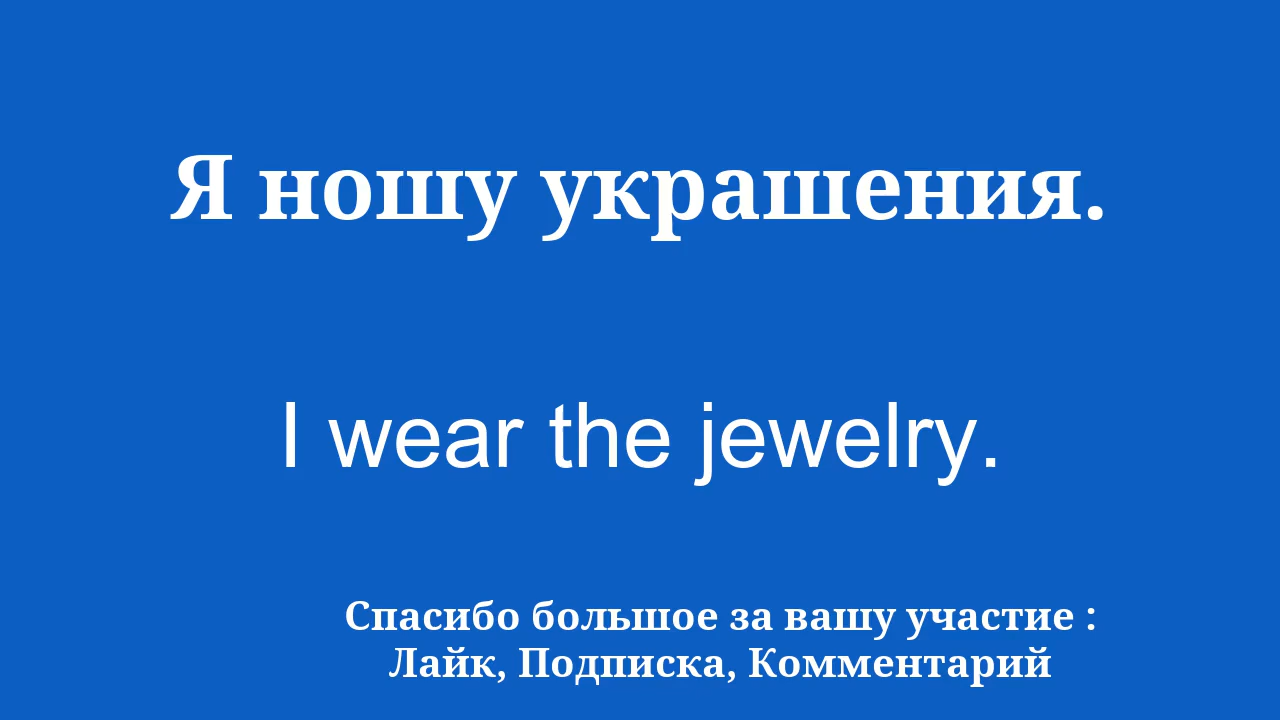 Я ношу украшения.
I wear the jewelry.
Спасибо большое за вашу участие :
Лайк, Подписка, Комментарий